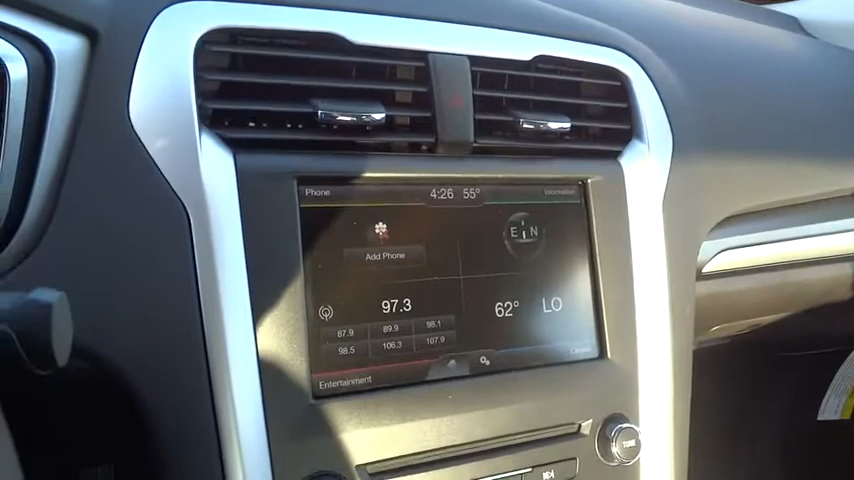 Phone 4:26 55° Information
E N
Add Phone
97.3
62° LO
87.9 89.9 98.1
98.5 106.3 107.9
Entertainment Climate
TUNE